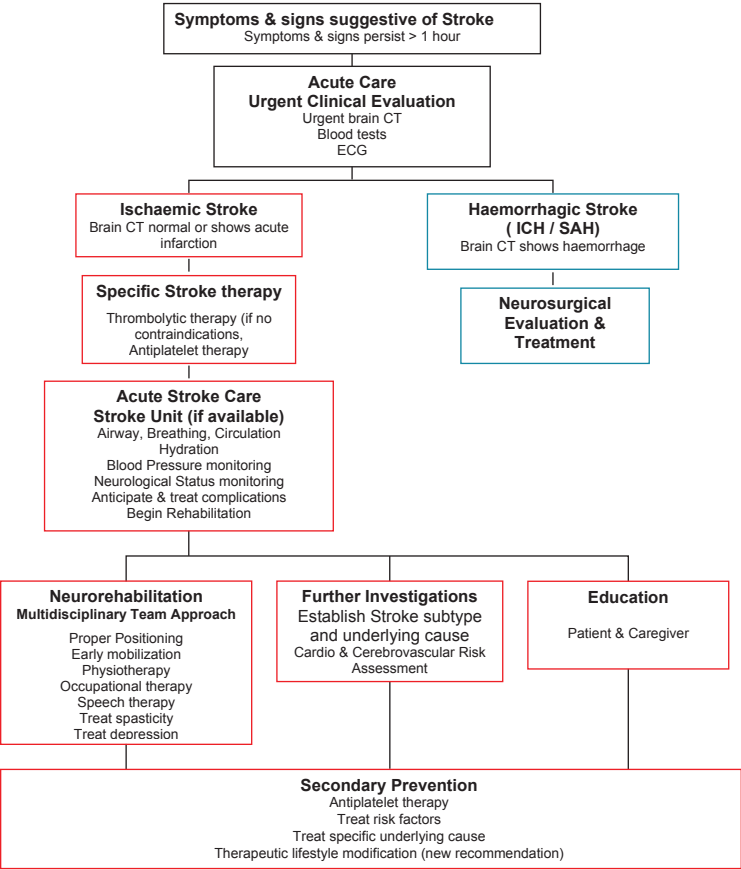 Symptoms & signs suggestive of Stroke
Symptoms & signs persist > 1 hour
Acute Care
Urgent Clinical Evaluation
Urgent brain CT
Blood tests
ECG
Ischaemic Stroke
Brain CT normal or shows acute
infarction
Haemorrhagic Stroke
( ICH / SAH)
Brain CT shows haemorrhage
Specific Stroke therapy
Thrombolytic therapy (if no
contraindications,
Antiplatelet therapy
Neurosurgical
Evaluation &
Treatment
Acute Stroke Care
Stroke Unit (if available)
Airway, Breathing, Circulation
Hydration
Blood Pressure monitoring
Neurological Status monitoring
Anticipate & treat complications
Begin Rehabilitation
Neurorehabilitation
Multidisciplinary Team Approach
Proper Positioning
Early mobilization
Physiotherapy
Occupational therapy
Speech therapy
Treat spasticity
Treat depression
Further Investigations
Establish Stroke subtype
and underlying cause
Cardio & Cerebrovascular Risk
Assessment
Education
Patient & Caregiver
Secondary Prevention
Antiplatelet therapy
Treat risk factors
Treat specific underlying cause
Therapeutic lifestyle modification (new recommendation)